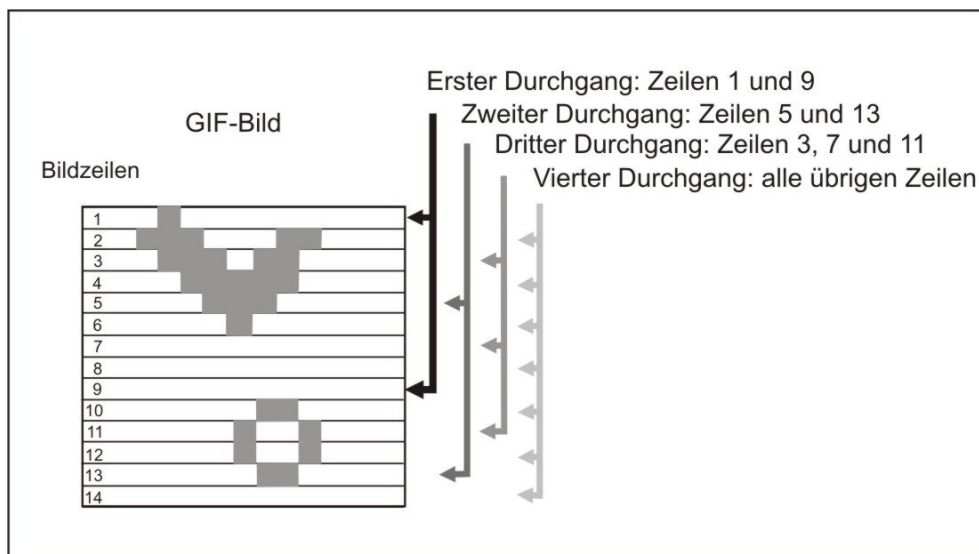 Erster Durchgang: Zeilen 1 und 9
Zweiter Durchgang: Zeilen 5 und 13
GIF-Bild
Dritter Durchgang: Zeilen 3, 7 und 11
Bildzeilen
Vierter Durchgang: alle übrigen Zeilen
1
2
3
4
5
6
7
8
9
10
11
12
13
14